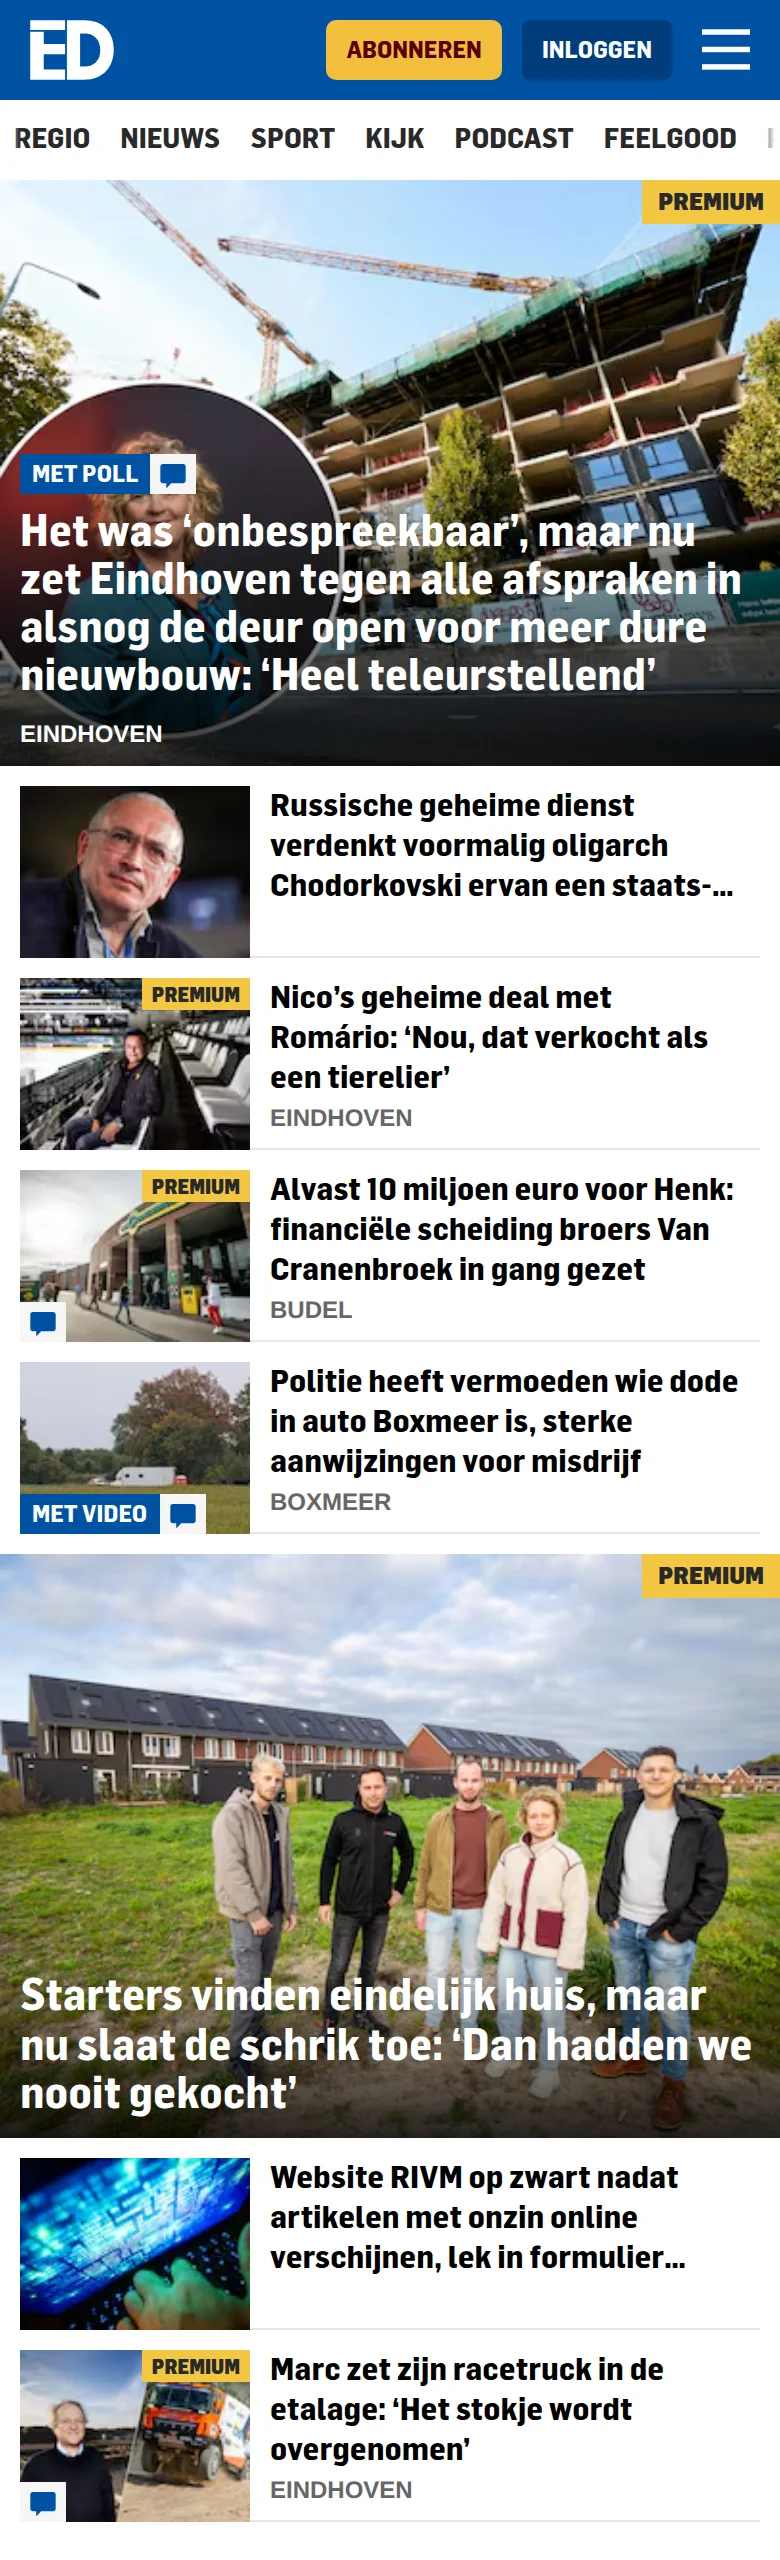 ED
ABONNEREN
INLOGGEN
REGIO NIEUWS SPORT KIJK PODCAST FEELGOOD
PREMIUM
MET POLL
Het was ‘onbespreekbaar’, maar nu
zet Eindhoven tegen alle afspraken in
alsnog de deur open voor meer dure
nieuwbouw: ‘Heel teleurstellend’
EINDHOVEN
Russische geheime dienst
verdenkt voormalig oligarch
Chodorkovski ervan een staats-...
PREMIUM
Nico’s geheime deal met
Romário: ‘Nou, dat verkocht als
een tierelier’
EINDHOVEN
PREMIUM
Alvast 10 miljoen euro voor Henk:
financiële scheiding broers Van
Cranenbroek in gang gezet
BUDEL
MET VIDEO
Politie heeft vermoeden wie dode
in auto Boxmeer is, sterke
aanwijzingen voor misdrijf
BOXMEER
PREMIUM
Starters vinden eindelijk huis, maar
nu slaat de schrik toe: ‘Dan hadden we
nooit gekocht’
Website RIVM op zwart nadat
artikelen met onzin online
verschijnen, lek in formulier...
PREMIUM
Marc zet zijn racetruck in de
etalage: ‘Het stokje wordt
overgenomen’
EINDHOVEN